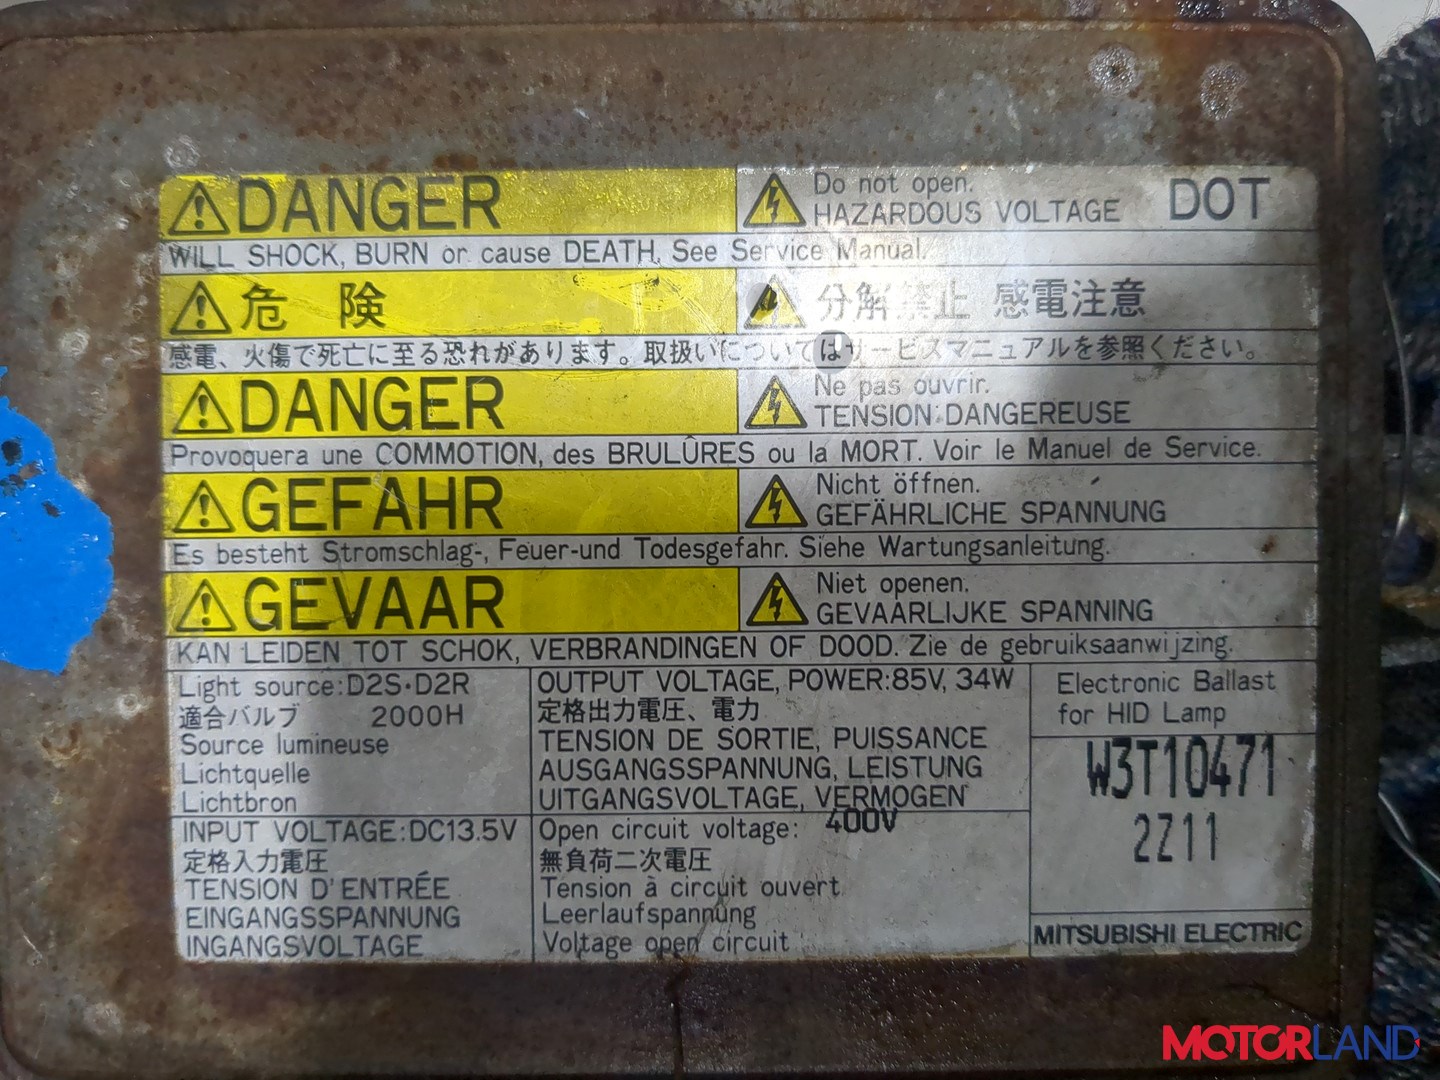 ⚠DANGER
Do not open.
HAZARDOUS VOLTAGE
DOT
WILL SHOCK, BURN or cause DEATH. See Service Manual.
⚠危 険
分解禁止 感電注意
感電、火傷で死亡に至る恐れがあります。取扱いについてはサービスマニュアルを参照ください。
⚠DANGER
Ne pas ouvrir.
TENSION DANGEREUSE
Provoquera une COMMOTION, des BRULÛRES ou la MORT. Voir le Manuel de Service.
⚠GEFAHR
Nicht öffnen.
GEFÄHRLICHE SPANNUNG
Es besteht Stromschlag-, Feuer-und Todesgefahr. Siehe Wartungsanleitung.
⚠GEVAAR
Niet openen.
GEVAARLIJKE SPANNING
KAN LEIDEN TOT SCHOK, VERBRANDINGEN OF DOOD. Zie de gebruiksaanwijzing.
Light source:D2S·D2R
適合バルブ 2000H
Source lumineuse
Lichtquelle
Lichtbron
OUTPUT VOLTAGE, POWER:85V, 34W
定格出力電圧、電力
TENSION DE SORTIE, PUISSANCE
AUSGANGSSPANNUNG, LEISTUNG
UITGANGSVOLTAGE, VERMOGEN
Electronic Ballast
for HID Lamp
W3T10471
2Z11
MITSUBISHI ELECTRIC
INPUT VOLTAGE:DC13.5V
定格入力電圧
TENSION D'ENTRÉE
EINGANGSSPANNUNG
INGANGSVOLTAGE
Open circuit voltage: 400V
無負荷二次電圧
Tension à circuit ouvert
Leerlaufspannung
Voltage open circuit
MOTORLAND